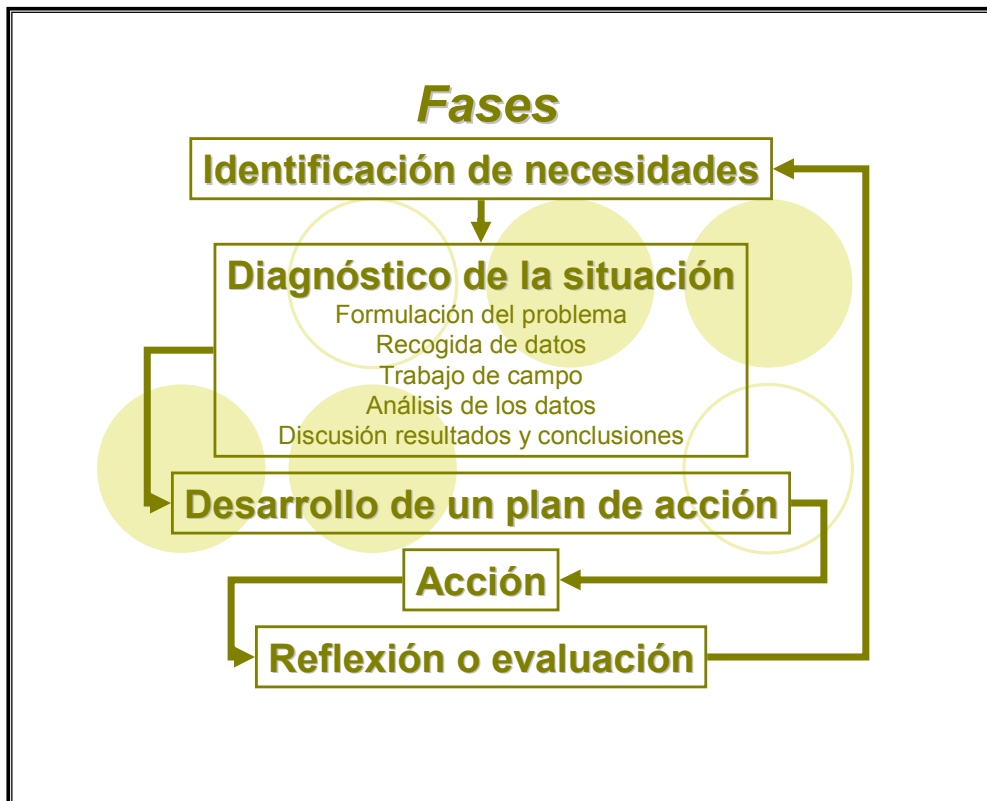 Fases
Identificación de necesidades
Diagnóstico de la situación
Formulación del problema
Recogida de datos
Trabajo de campo
Análisis de los datos
Discusión resultados y conclusiones
Desarrollo de un plan de acción
Acción
Reflexión o evaluación